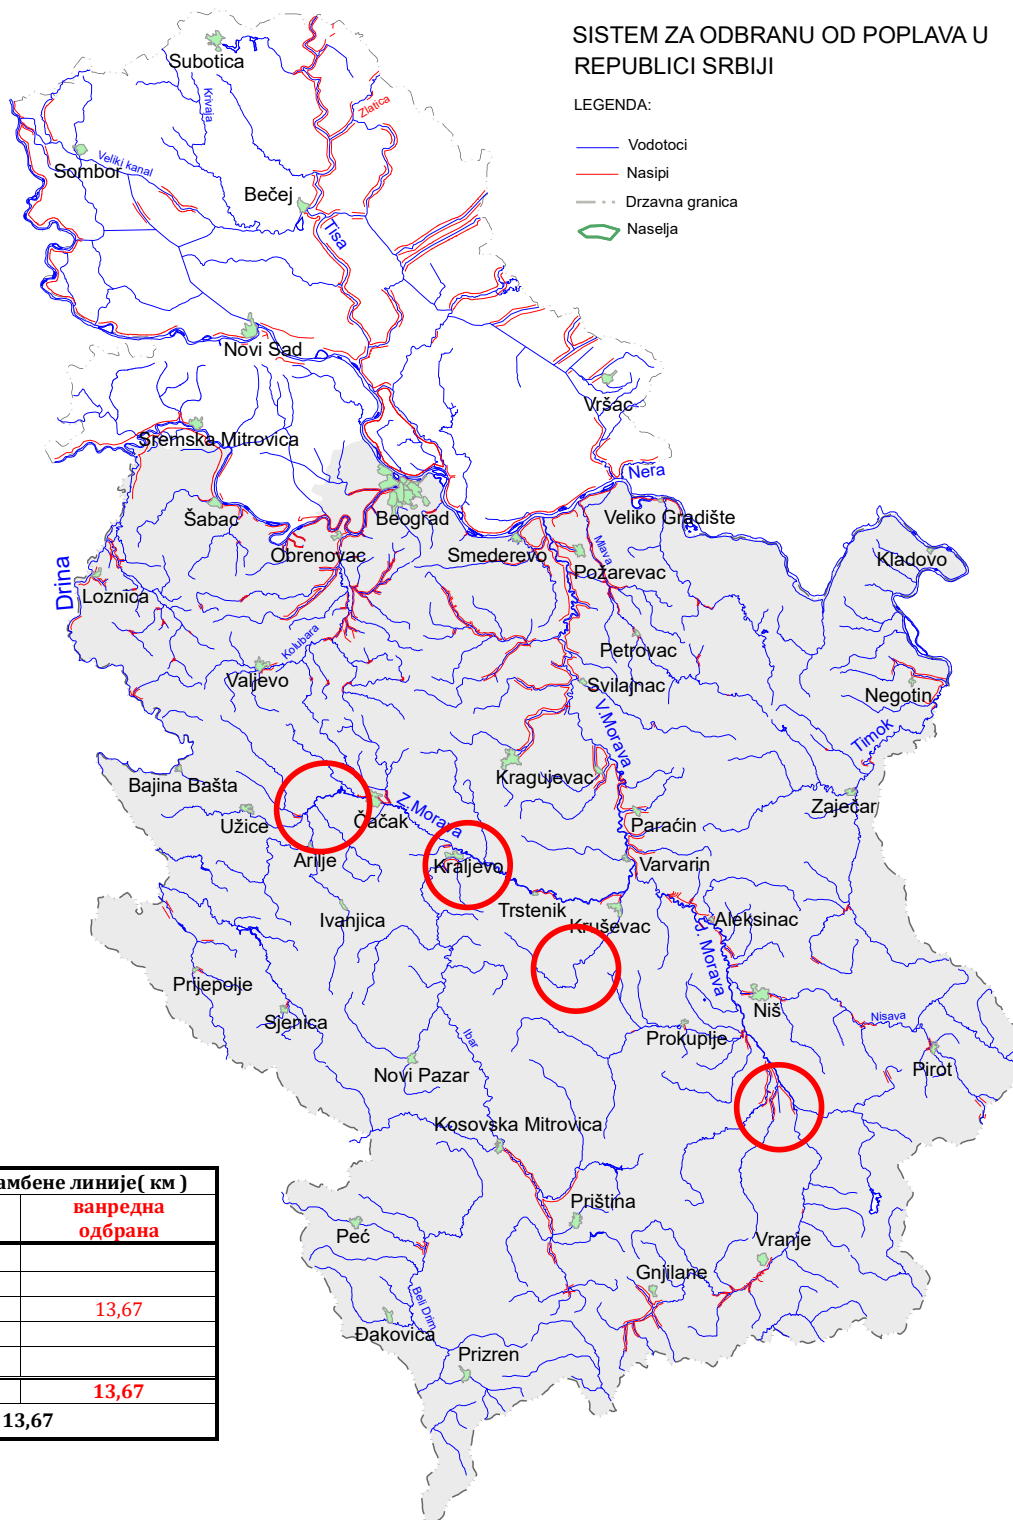 SISTEM ZA ODBRANU OD POPLAVA U
REPUBLICI SRBIJI
LEGENDA:
Vodotoci
Nasipi
Drzavna granica
Naselja
Subotica
Krivaja
Zlatica
Sombor
Veliki kanal
Bečej
Tisa
Novi Sad
Vršac
Sremska Mitrovica
Nera
Šabac
Beograd
Veliko Gradište
Obrenovac
Smederevo
Mlava
Požarevac
Kladovo
Drina
Loznica
Kolubara
Petrovac
Valjevo
Svilajnac
Negotin
V.Morava
Timok
Bajina Bašta
Kragujevac
Zaječar
Užice
Čačak
Z.Morava
Paraćin
Arilje
Kraljevo
Varvarin
Ivanjica
Trstenik
Kruševac
Aleksinac
J. Morava
Prijepolje
Sjenica
Niš
Nisava
Ibar
Prokuplje
Pirot
Novi Pazar
Kosovska Mitrovica
Priština
Peć
Vranje
Gnjilane
Beli Drim
Đakovica
Prizren
амбене линије( км )
ванредна
одбрана
13,67
13,67
13,67